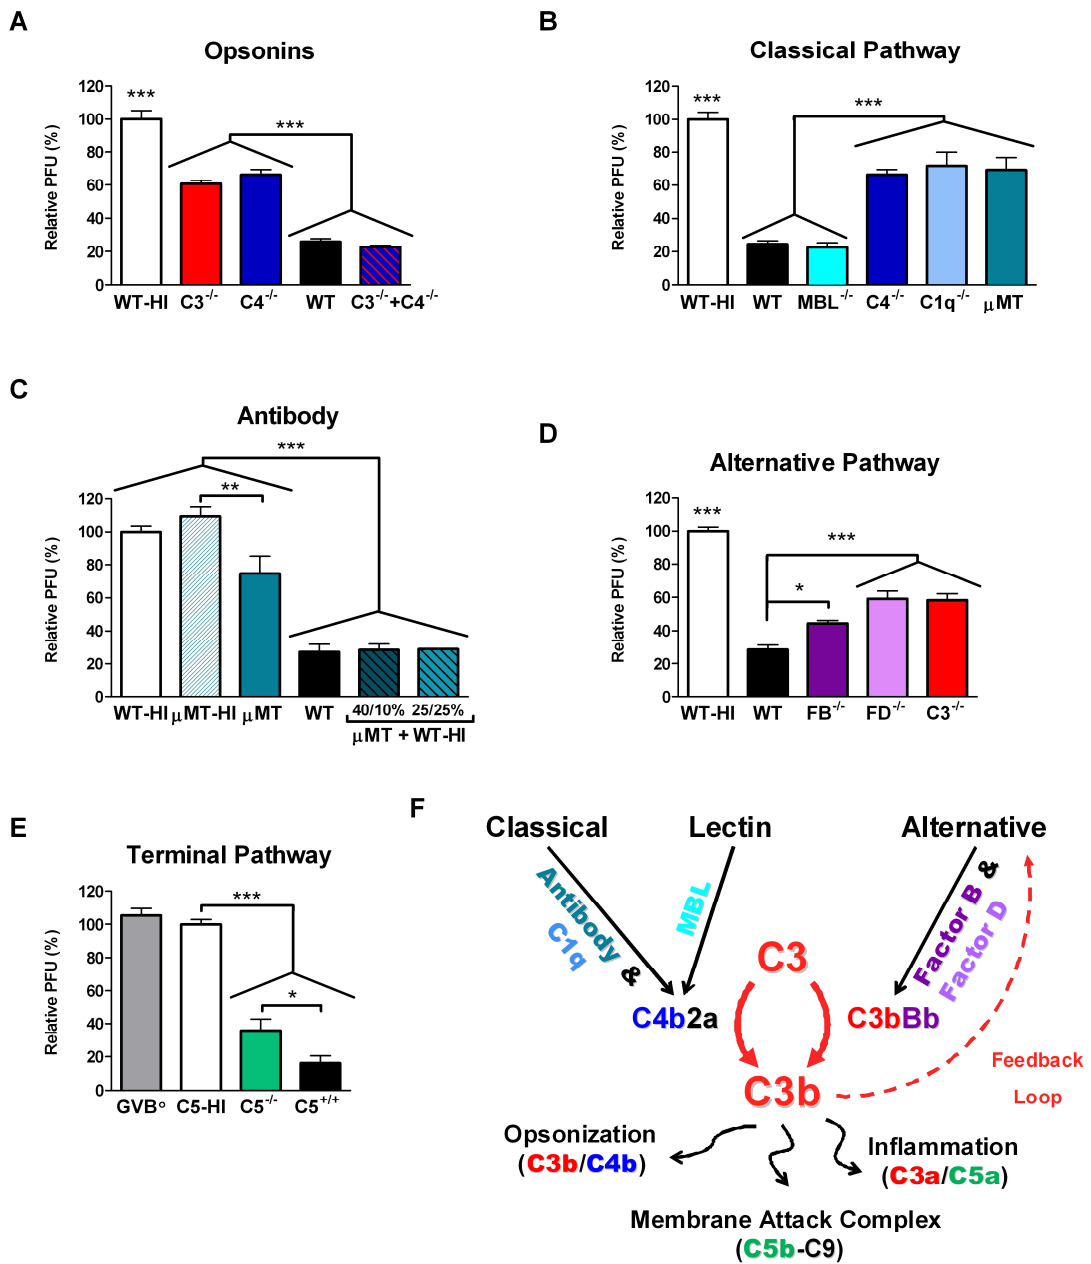 A
Opsonins
Relative PFU (%)
120
100
80
60
40
20
0
***
***
WT-HI C3-/- C4-/- WT C3-/-+C4-/-
B
Classical Pathway
Relative PFU (%)
120
100
80
60
40
20
0
***
***
WT-HI WT MBL-/- C4-/- C1q-/- μMT
C
Antibody
Relative PFU (%)
120
100
80
60
40
20
0
***
**
WT-HI μMT-HI μMT WT 40/10% 25/25%
μMT + WT-HI
D
Alternative Pathway
Relative PFU (%)
120
100
80
60
40
20
0
***
***
*
WT-HI WT FB-/- FD-/- C3-/-
E
Terminal Pathway
Relative PFU (%)
120
100
80
60
40
20
0
***
*
GVBo C5-HI C5-/- C5+/+
F
Classical Lectin Alternative
Antibody &
C1q
MBL
Factor B &
Factor D
C3
C4b2a
C3bBb
C3b
Feedback
Loop
Opsonization
(C3b/C4b)
Inflammation
(C3a/C5a)
Membrane Attack Complex
(C5b-C9)